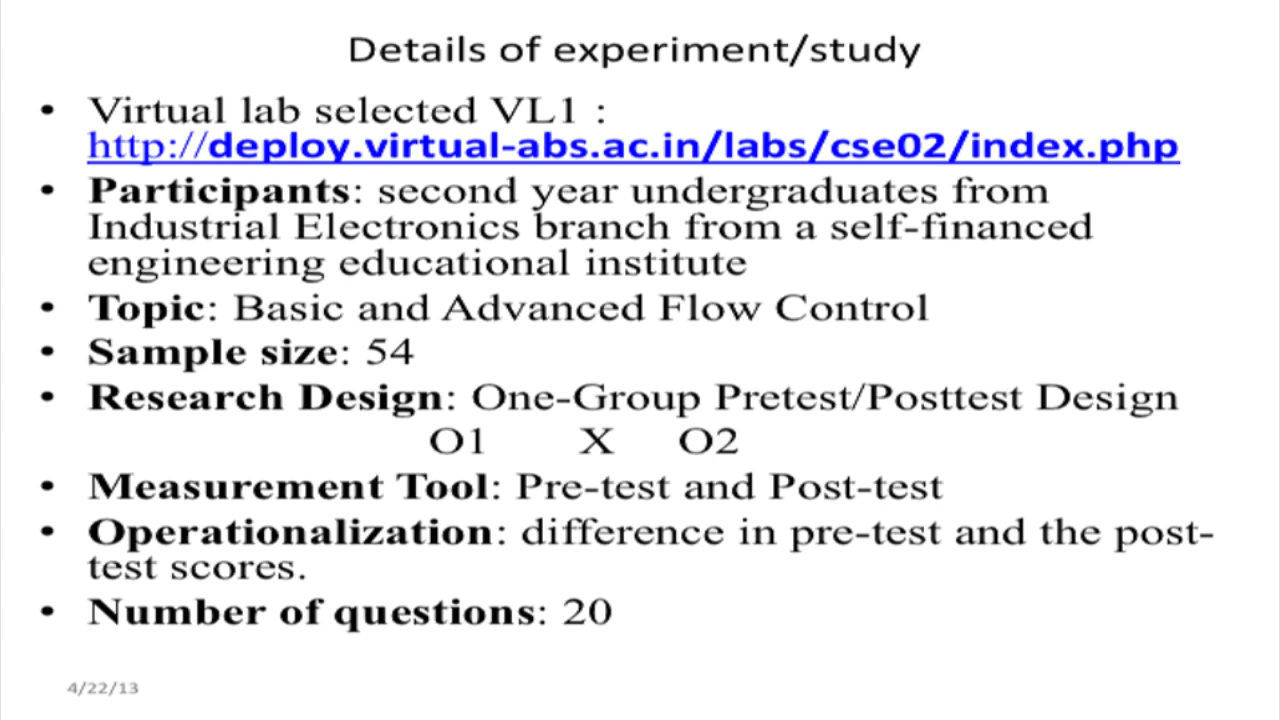 Details of experiment/study
• Virtual lab selected VL1 :
http://deploy.virtual-abs.ac.in/labs/cse02/index.php
• Participants: second year undergraduates from
Industrial Electronics branch from a self-financed
engineering educational institute
• Topic: Basic and Advanced Flow Control
• Sample size: 54
• Research Design: One-Group Pretest/Posttest Design
O1 X O2
• Measurement Tool: Pre-test and Post-test
• Operationalization: difference in pre-test and the post-
test scores.
• Number of questions: 20
4/22/13